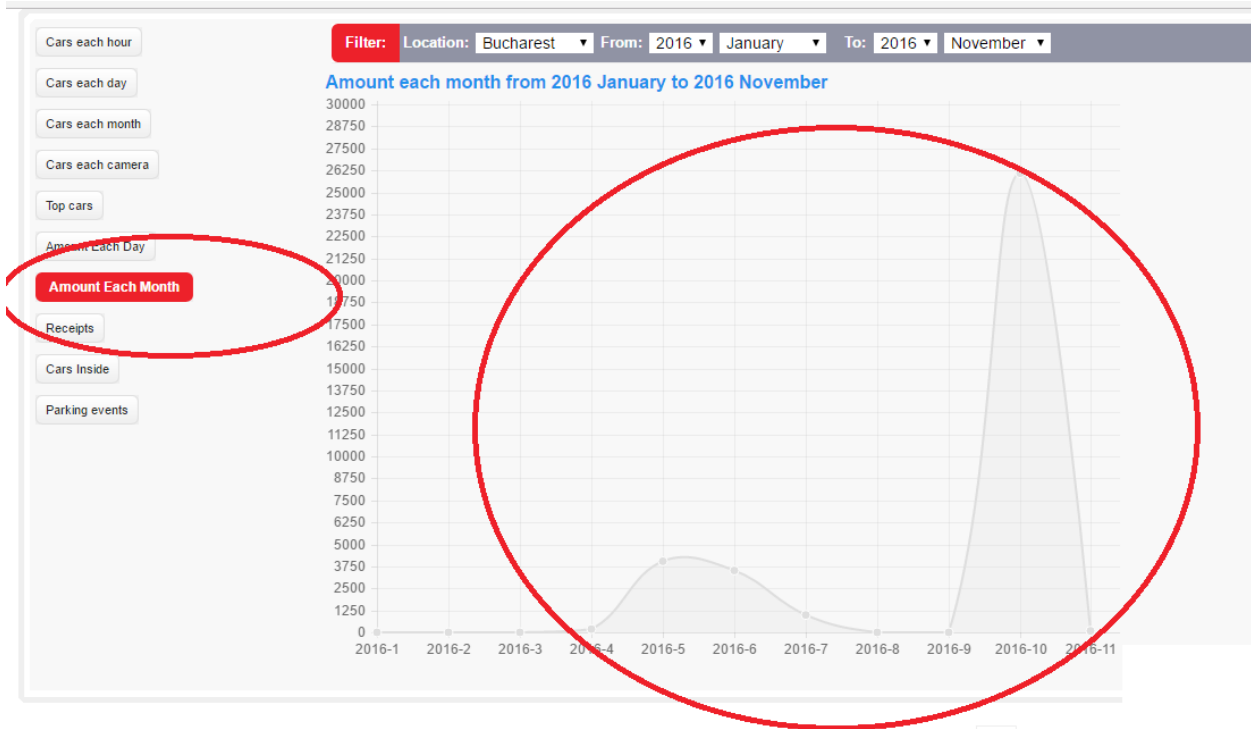 Cars each hour
Cars each day
Cars each month
Cars each camera
Top cars
Amount Each Day
Amount Each Month
Receipts
Cars Inside
Parking events
Filter: Location: Bucharest From: 2016 January To: 2016 November
Amount each month from 2016 January to 2016 November
30000
28750
27500
26250
25000
23750
22500
21250
20000
18750
17500
16250
15000
13750
12500
11250
10000
8750
7500
6250
5000
3750
2500
1250
0
2016-1 2016-2 2016-3 2016-4 2016-5 2016-6 2016-7 2016-8 2016-9 2016-10 2016-11